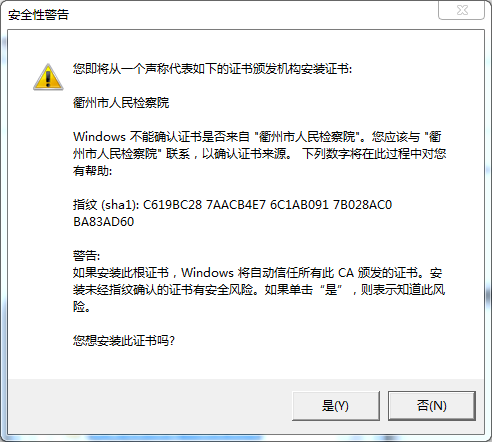 安全性警告
您即将从一个声称代表如下的证书颁发机构安装证书:
衢州市人民检察院
Windows 不能确认证书是否来自 "衢州市人民检察院"。您应该与 "衢
州市人民检察院" 联系，以确认证书来源。 下列数字将在此过程中对您
有帮助:
指纹 (sha1): C619BC28 7AACB4E7 6C1AB091 7B028AC0
BA83AD60
警告:
如果安装此根证书，Windows 将自动信任所有此 CA 颁发的证书。安
装未经指纹确认的证书有安全风险。如果单击“是”，则表示知道此风
险。
您想安装此证书吗?
是(Y)
否(N)